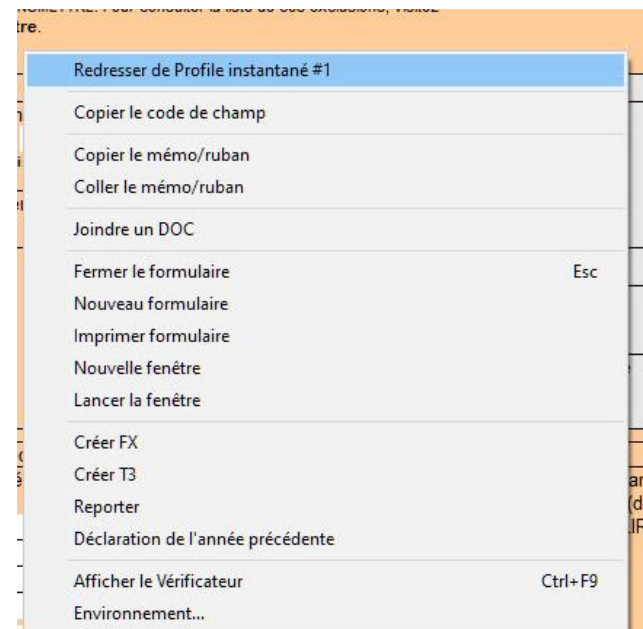 tre.
Redresser de Profile instantané #1
Copier le code de champ
Copier le mémo/ruban
Coller le mémo/ruban
Joindre un DOC
Fermer le formulaire Esc
Nouveau formulaire
Imprimer formulaire
Nouvelle fenêtre
Lancer la fenêtre
Créer FX
Créer T3
Reporter
Déclaration de l'année précédente
Afficher le Vérificateur Ctrl+F9
Environnement...